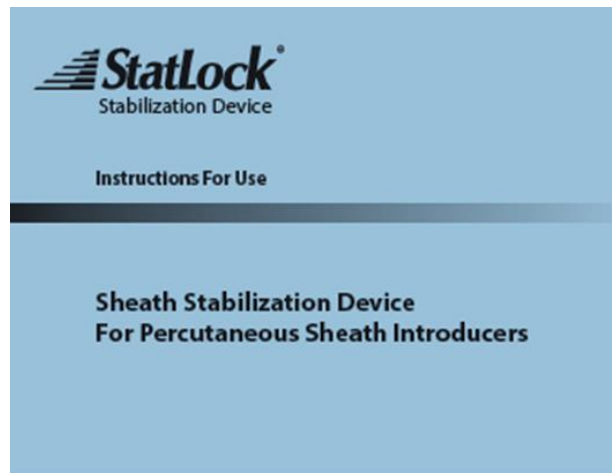 StatLock®
Stabilization Device
Instructions For Use
Sheath Stabilization Device
For Percutaneous Sheath Introducers